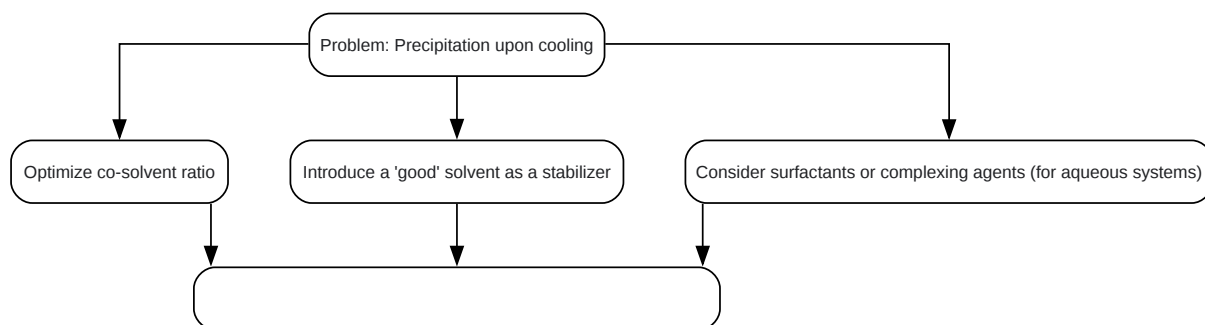 Problem: Precipitation upon cooling
Optimize co-solvent ratio
Introduce a 'good' solvent as a stabilizer
Consider surfactants or complexing agents (for aqueous systems)